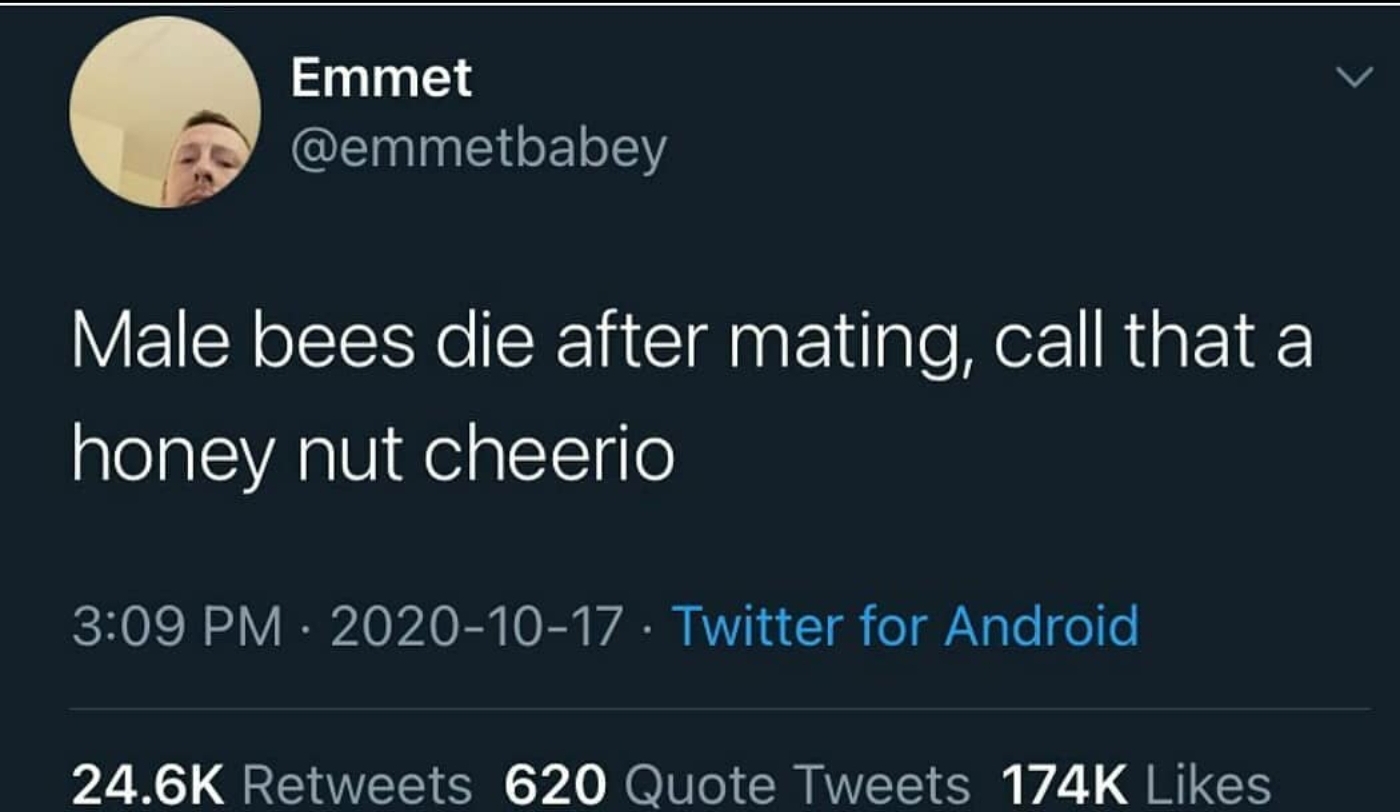 Emmet
@emmetbabey
Male bees die after mating, call that a
honey nut cheerio
3:09 PM · 2020-10-17 · Twitter for Android
24.6K Retweets 620 Quote Tweets 174K Likes